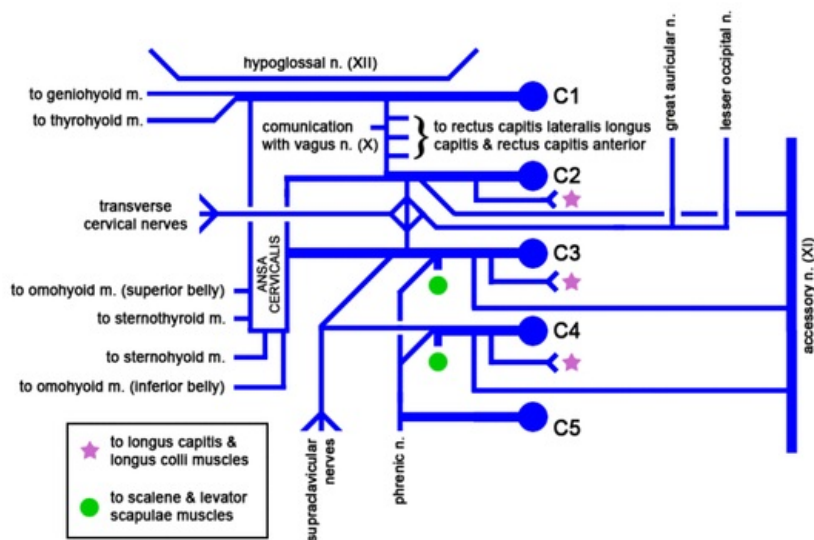 hypoglossal n. (XII)
great auricular n.
lesser occipital n.
to geniohyoid m.
C1
to thyrohyoid m.
comunication
with vagus n. (X)
to rectus capitis lateralis longus
capitis & rectus capitis anterior
C2
transverse
cervical nerves
C3
ANSA
CERVICALIS
to omohyoid m. (superior belly)
to sternothyroid m.
C4
accessory n. (XI)
to sternohyoid m.
to omohyoid m. (inferior belly)
C5
supraclavicular
nerves
phrenic n.
to longus capitis &
longus colli muscles
to scalene & levator
scapulae muscles